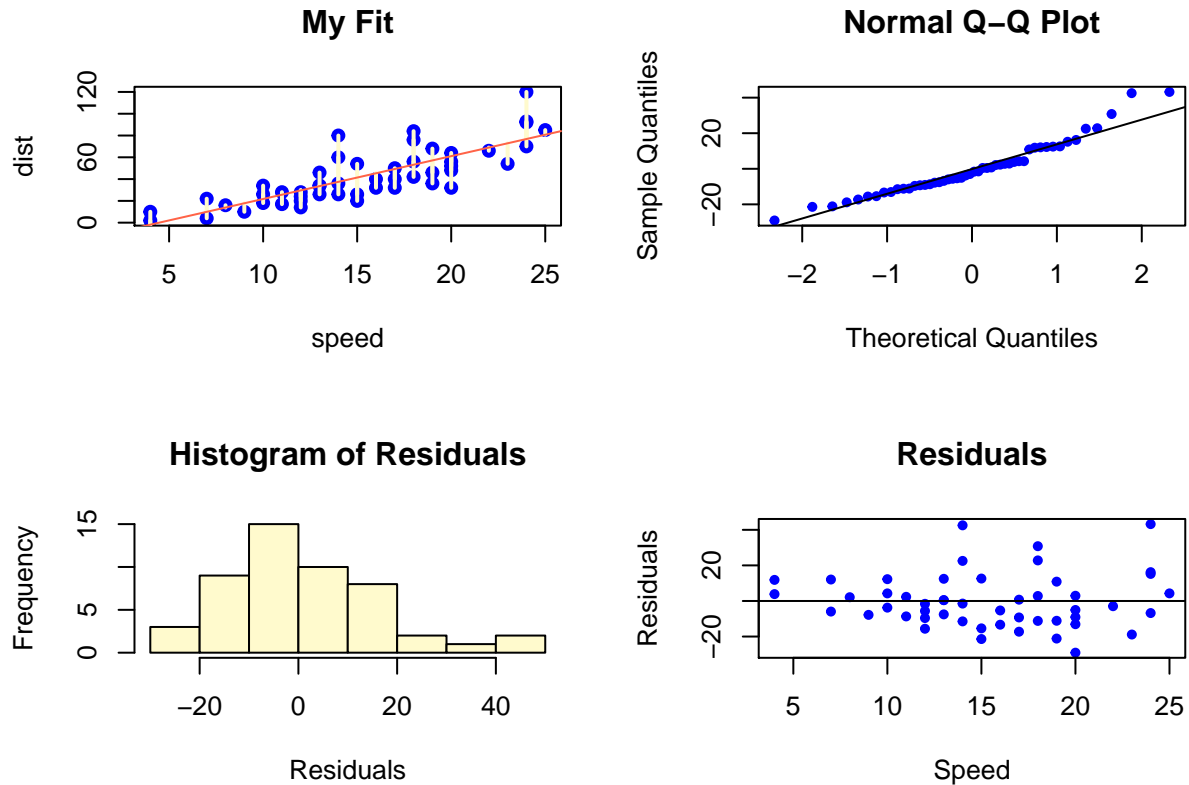 My Fit
dist
0 60 120
5 10 15 20 25
speed
Normal Q−Q Plot
Sample Quantiles
−20 20
−2 −1 0 1 2
Theoretical Quantiles
Histogram of Residuals
Frequency
0 5 15
−20 0 20 40
Residuals
Residuals
Residuals
−20 20
5 10 15 20 25
Speed